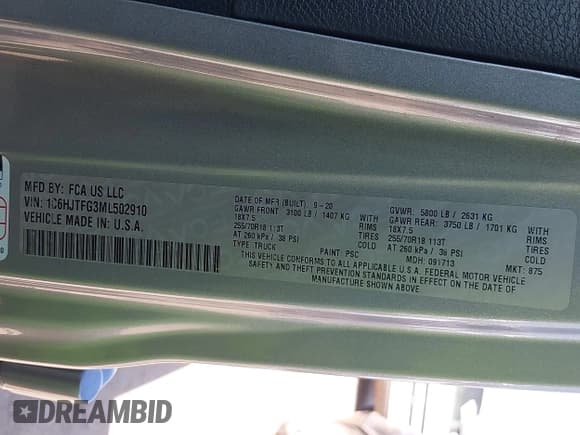 MFD BY: FCA US LLC
VIN: 1C6HJTFG3ML502910
VEHICLE MADE IN U.S.A.
DATE OF MFR (BUILT). 9-20
GAWR FRONT 3100 LB / 1407 KG WITH
18X7.5 RIMS
255/70R18 113T TIRES
AT 260 kPa / 38 PSI COLD
TYPE: TRUCK PAINT: PSC
GVWR: 5800 LB / 2631 KG
GAWR REAR: 3750 LB / 1701 KG WITH
18X7.5 RIMS
255/70R18 113T TIRES
AT 260 kPa / 38 PSI COLD
MDH: 091713 MKT: 875
THIS VEHICLE CONFORMS TO ALL APPLICABLE U.S.A. FEDERAL MOTOR VEHICLE
SAFETY AND THEFT PREVENTION STANDARDS IN EFFECT ON THE DATE OF
MANUFACTURE SHOWN ABOVE.
DREAMBID